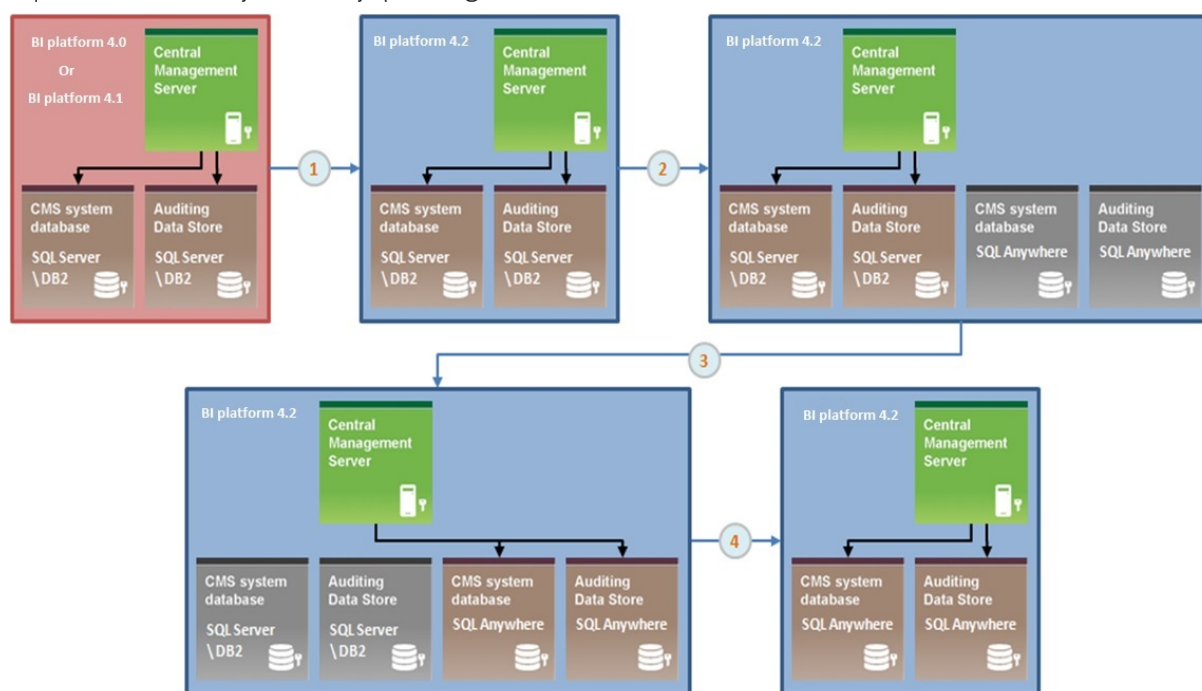 BI platform 4.0
Or
BI platform 4.1
Central
Management
Server
CMS system
database
SQL Server
\DB2
Auditing
Data Store
SQL Server
\DB2
1
BI platform 4.2
Central
Management
Server
CMS system
database
SQL Server
\DB2
Auditing
Data Store
SQL Server
\DB2
2
BI platform 4.2
Central
Management
Server
CMS system
database
SQL Server
\DB2
Auditing
Data Store
SQL Server
\DB2
CMS system
database
SQL Anywhere
Auditing
Data Store
SQL Anywhere
3
BI platform 4.2
Central
Management
Server
CMS system
database
SQL Server
\DB2
Auditing
Data Store
SQL Server
\DB2
CMS system
database
SQL Anywhere
Auditing
Data Store
SQL Anywhere
4
BI platform 4.2
Central
Management
Server
CMS system
database
SQL Anywhere
Auditing
Data Store
SQL Anywhere